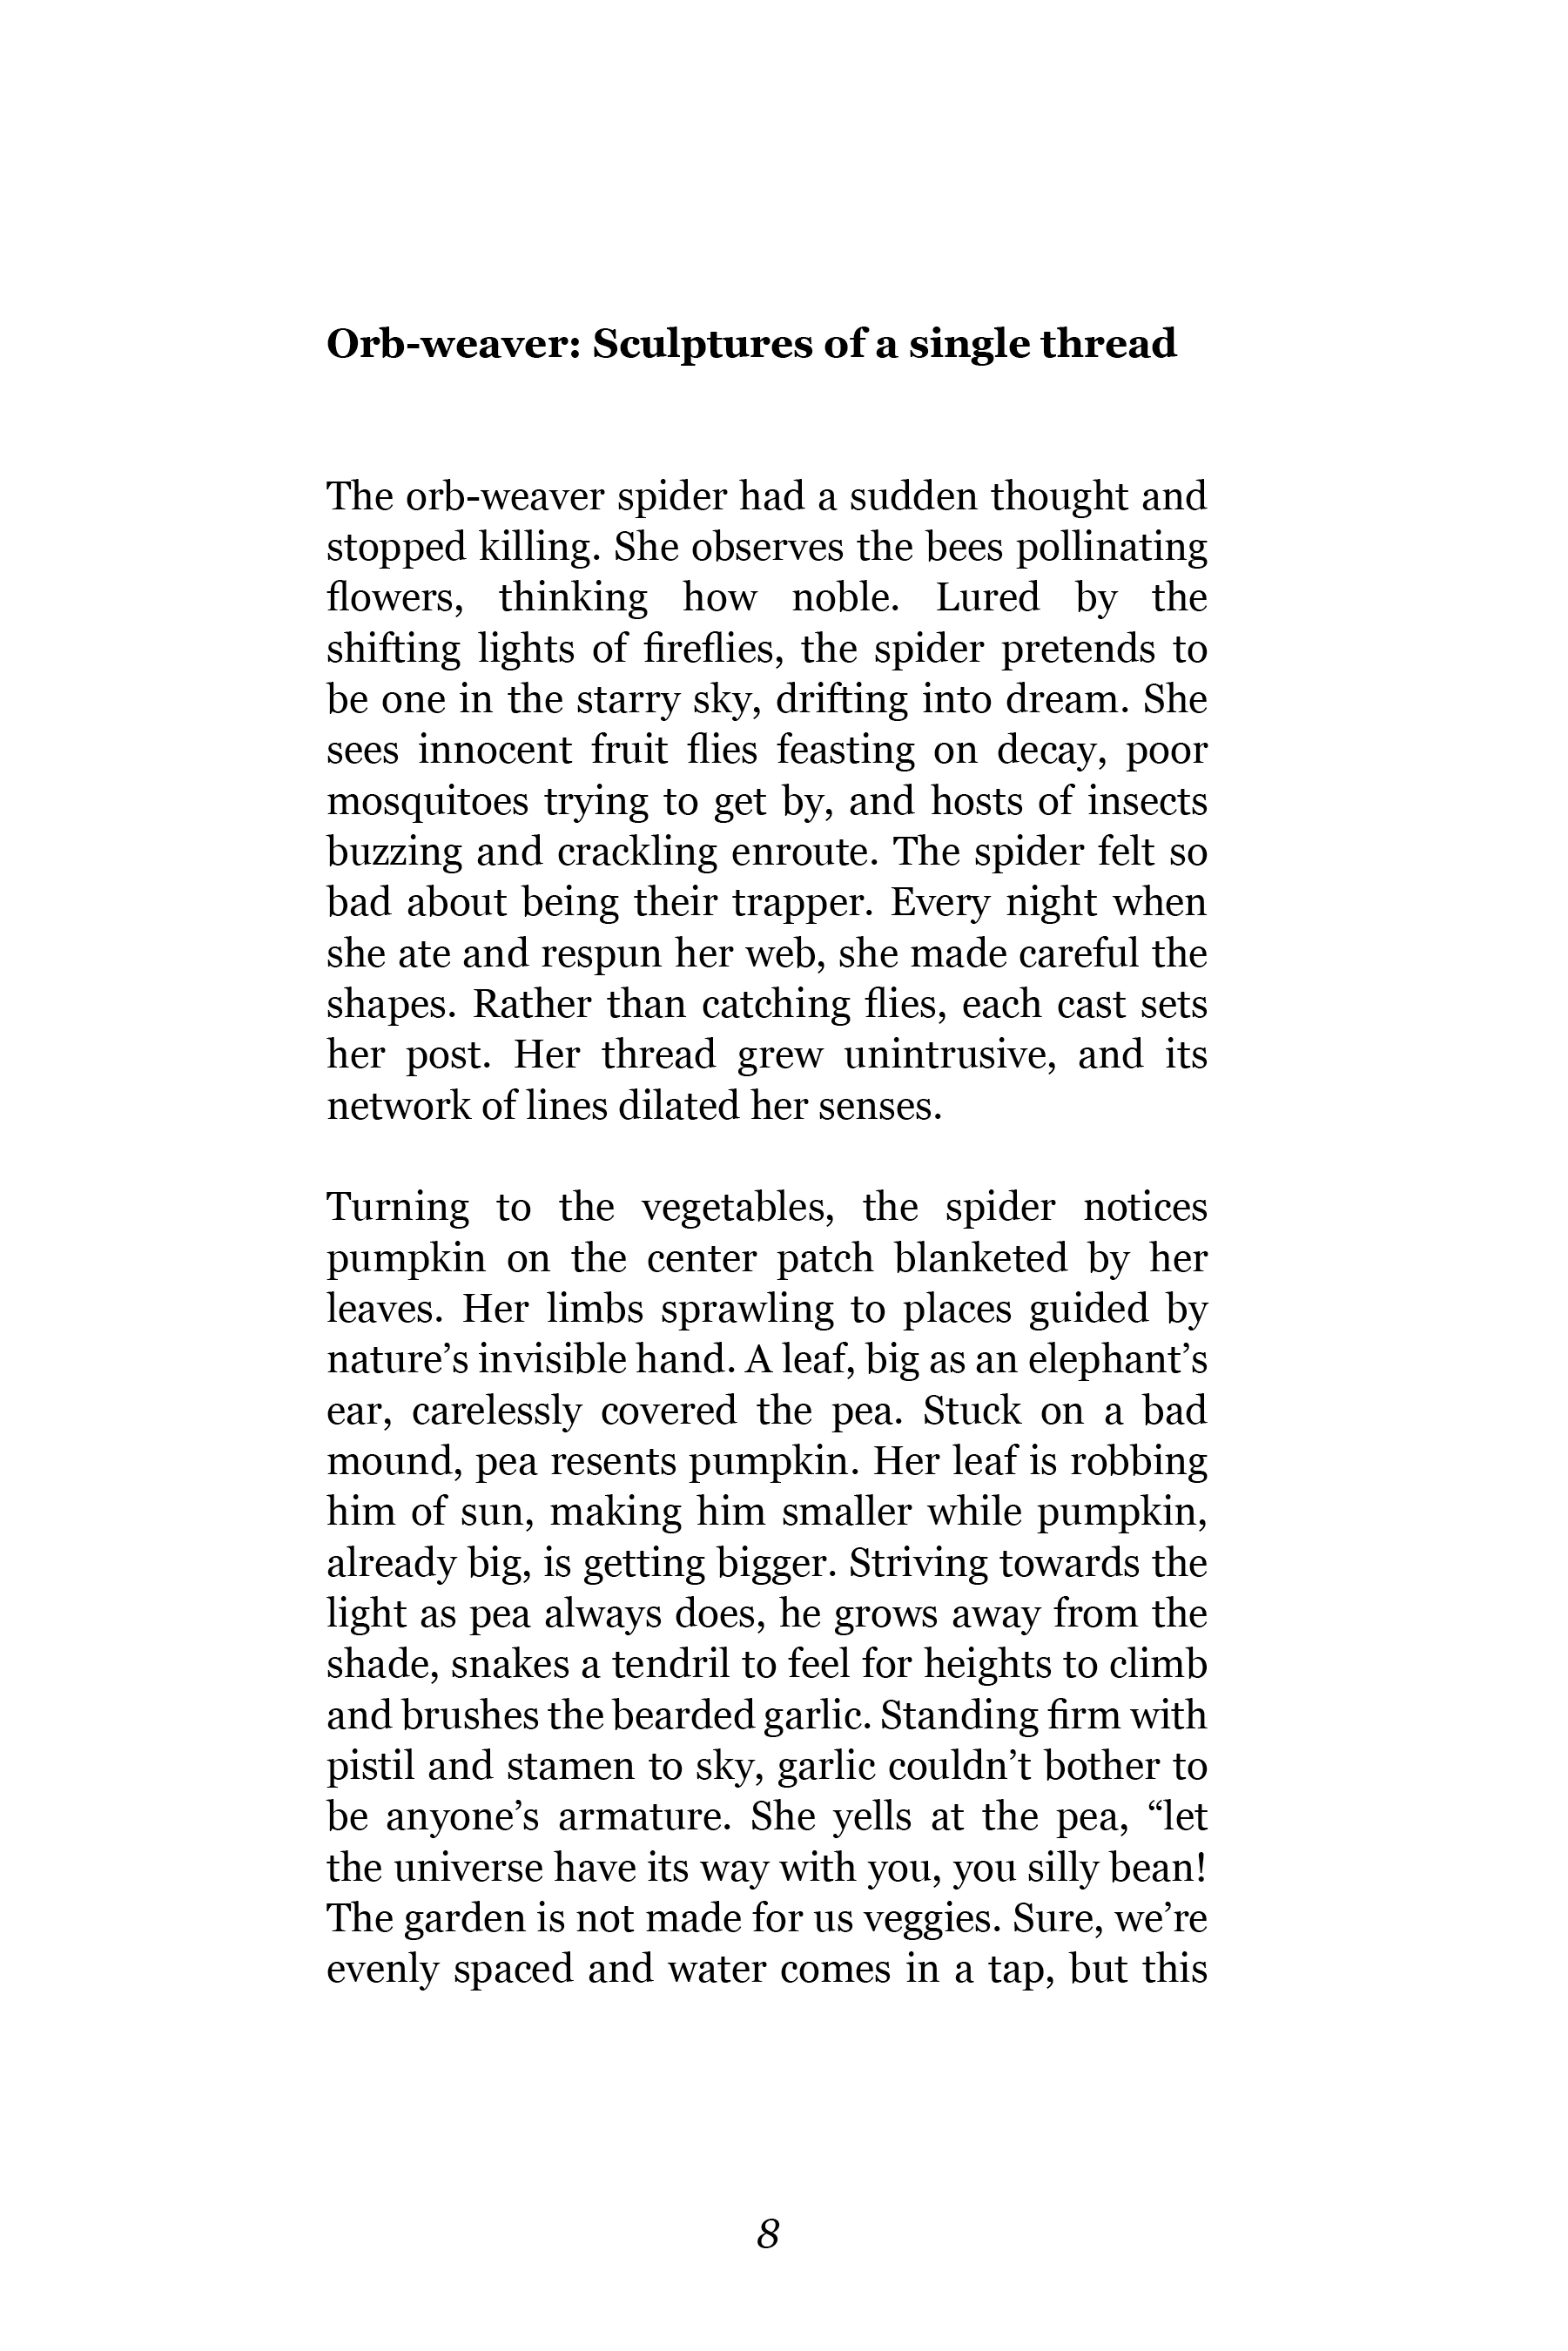 Orb-weaver: Sculptures of a single thread
The orb-weaver spider had a sudden thought and
stopped killing. She observes the bees pollinating
flowers, thinking how noble. Lured by the
shifting lights of fireflies, the spider pretends to
be one in the starry sky, drifting into dream. She
sees innocent fruit flies feasting on decay, poor
mosquitoes trying to get by, and hosts of insects
buzzing and crackling enroute. The spider felt so
bad about being their trapper. Every night when
she ate and respun her web, she made careful the
shapes. Rather than catching flies, each cast sets
her post. Her thread grew unintrusive, and its
network of lines dilated her senses.
Turning to the vegetables, the spider notices
pumpkin on the center patch blanketed by her
leaves. Her limbs sprawling to places guided by
nature’s invisible hand. A leaf, big as an elephant’s
ear, carelessly covered the pea. Stuck on a bad
mound, pea resents pumpkin. Her leaf is robbing
him of sun, making him smaller while pumpkin,
already big, is getting bigger. Striving towards the
light as pea always does, he grows away from the
shade, snakes a tendril to feel for heights to climb
and brushes the bearded garlic. Standing firm with
pistil and stamen to sky, garlic couldn’t bother to
be anyone’s armature. She yells at the pea, “let
the universe have its way with you, you silly bean!
The garden is not made for us veggies. Sure, we’re
evenly spaced and water comes in a tap, but this
8